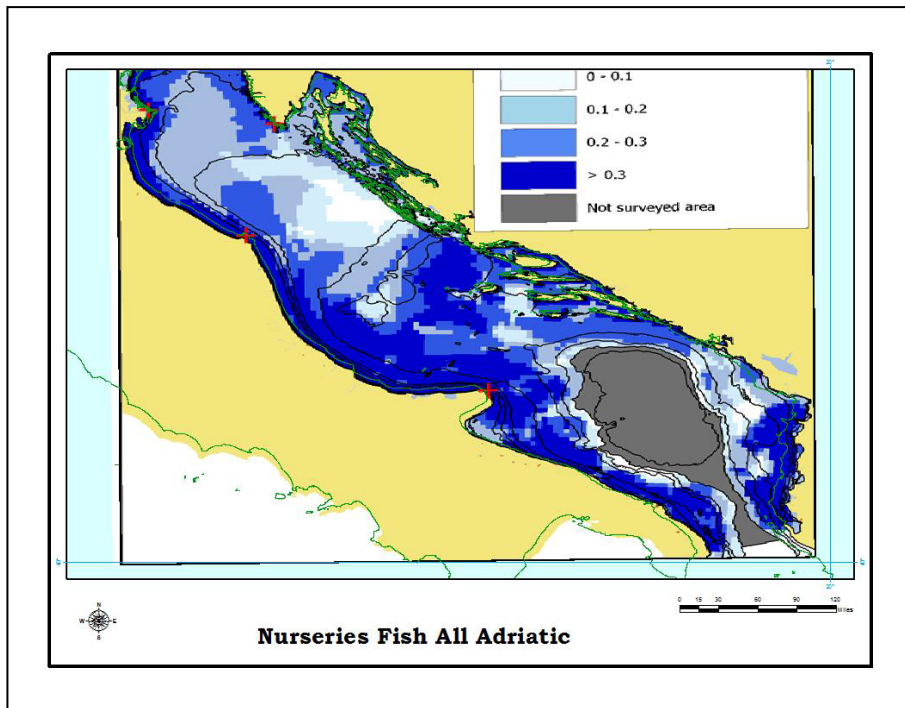 0 - 0.1
0.1 - 0.2
0.2 - 0.3
> 0.3
Not surveyed area
N
W
E
S
0 15 30 60 90 120
Miles
Nurseries Fish All Adriatic